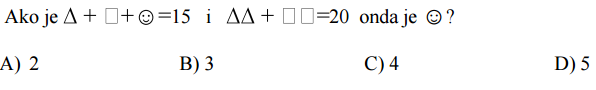 Ako je Δ + □+☺=15 i ΔΔ + □□=20 onda je ☺?
A) 2 B) 3 C) 4 D) 5